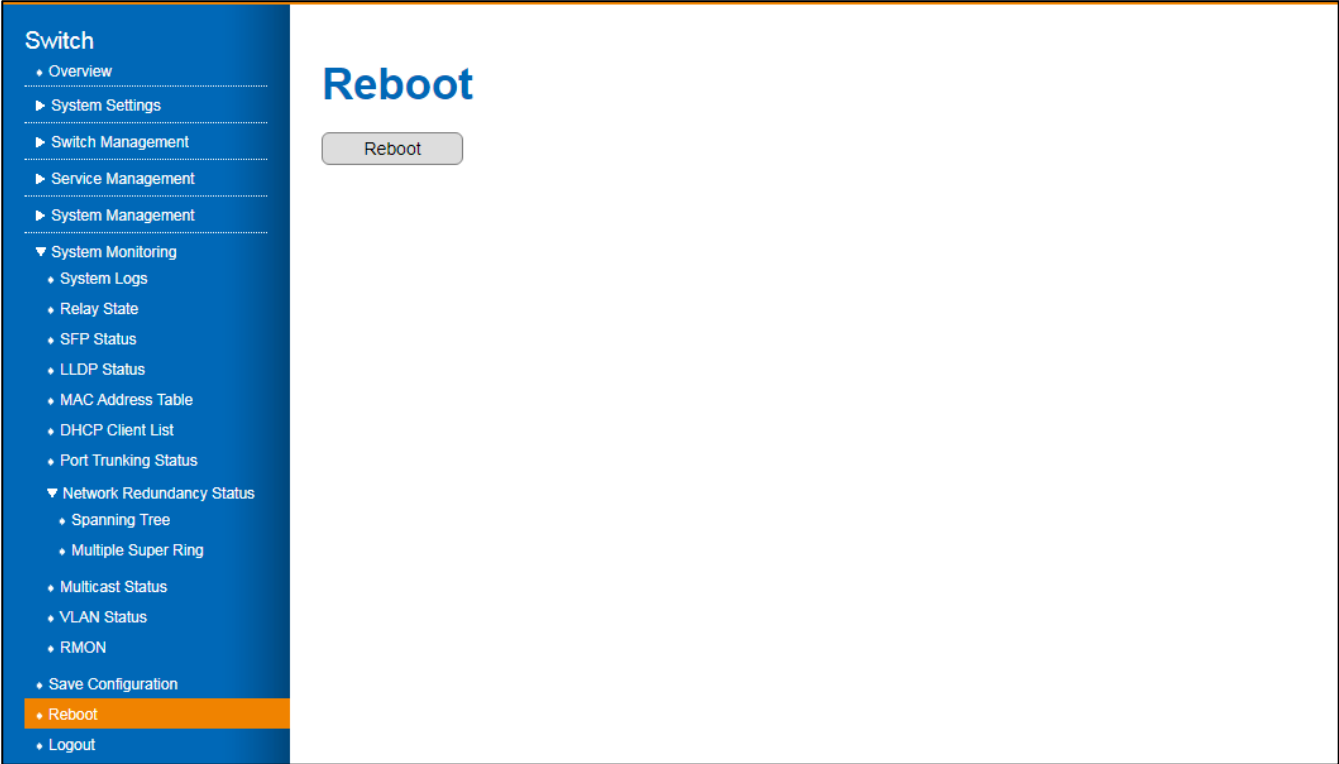 Switch
Overview
System Settings
Switch Management
Service Management
System Management
System Monitoring
System Logs
Relay State
SFP Status
LLDP Status
MAC Address Table
DHCP Client List
Port Trunking Status
Network Redundancy Status
Spanning Tree
Multiple Super Ring
Multicast Status
VLAN Status
RMON
Save Configuration
Reboot
Logout
Reboot
Reboot